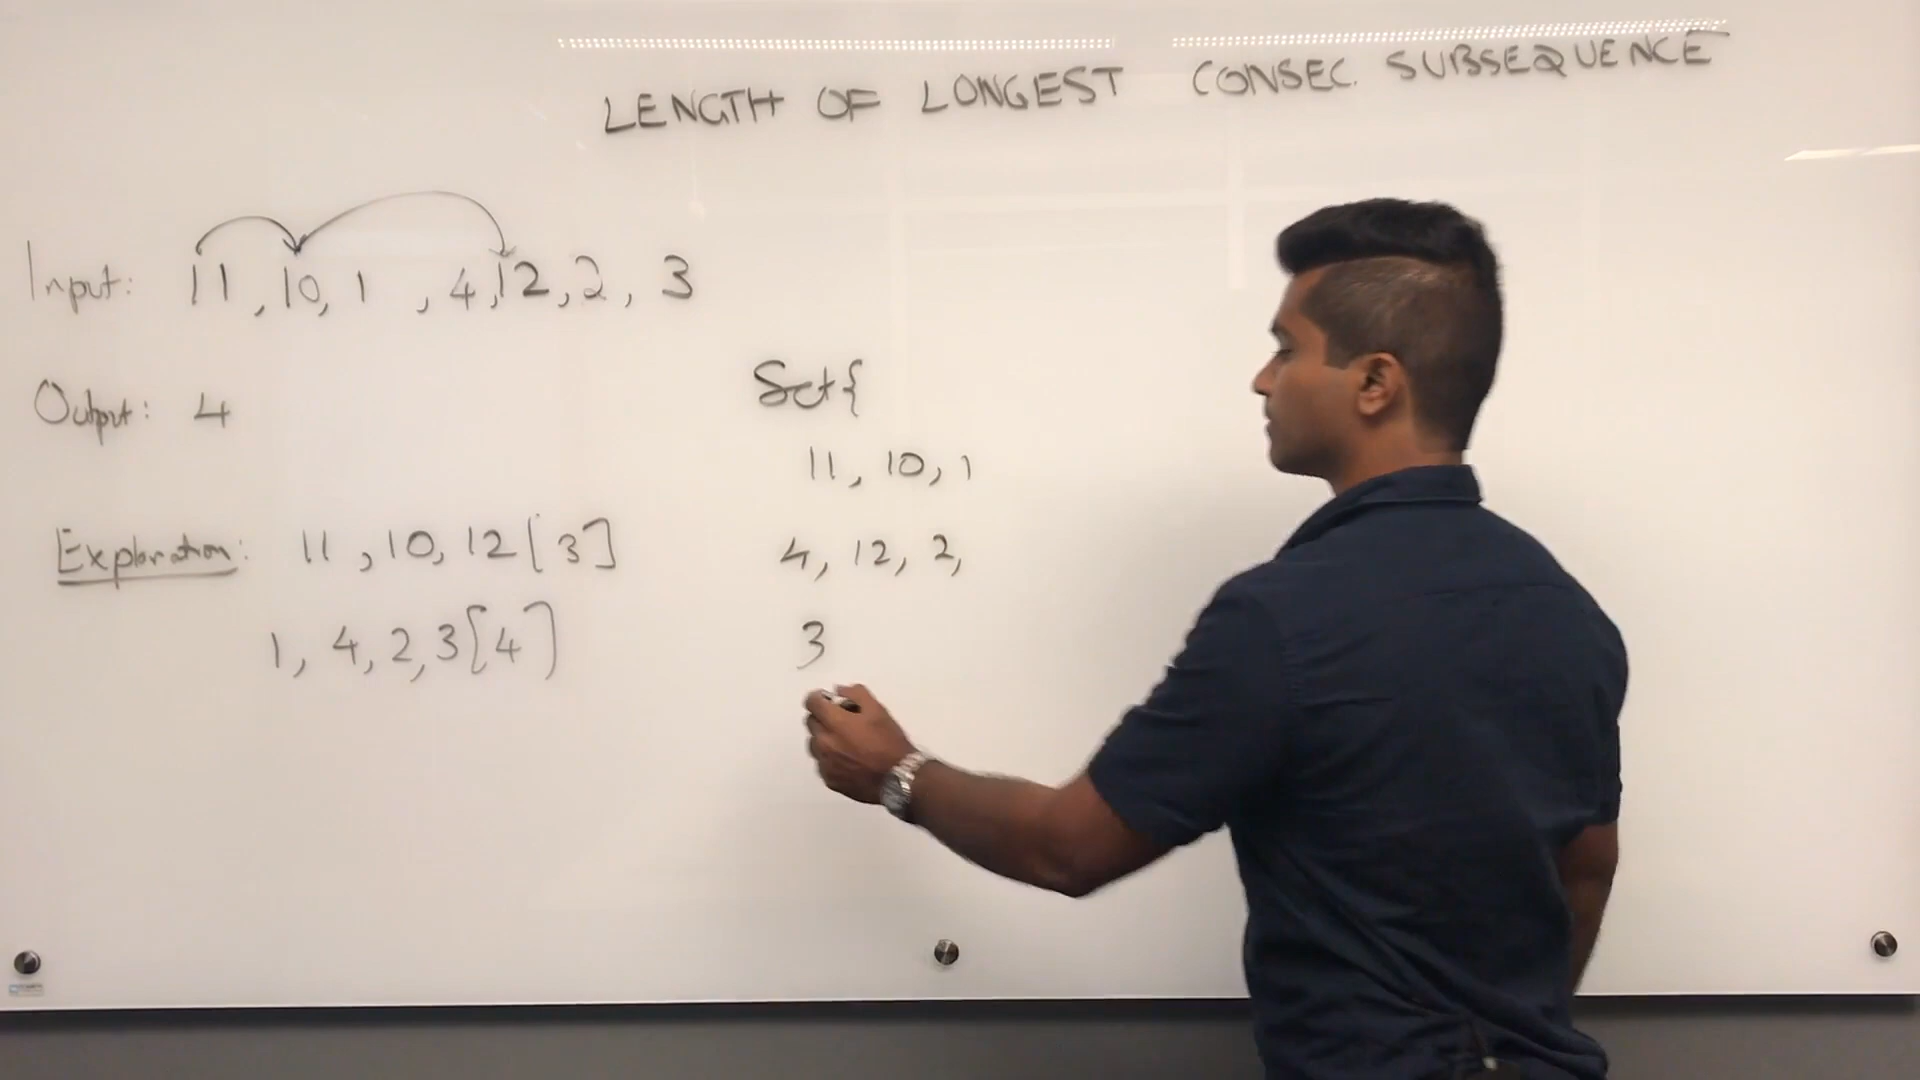 LENGTH OF LONGEST CONSEC. SUBSEQUENCE
Input: 11, 10, 1, 4, 12, 2, 3
Output: 4
Set {
11, 10, 1
4, 12, 2,
3
Explanation: 11, 10, 12 [3]
1, 4, 2, 3 [4]